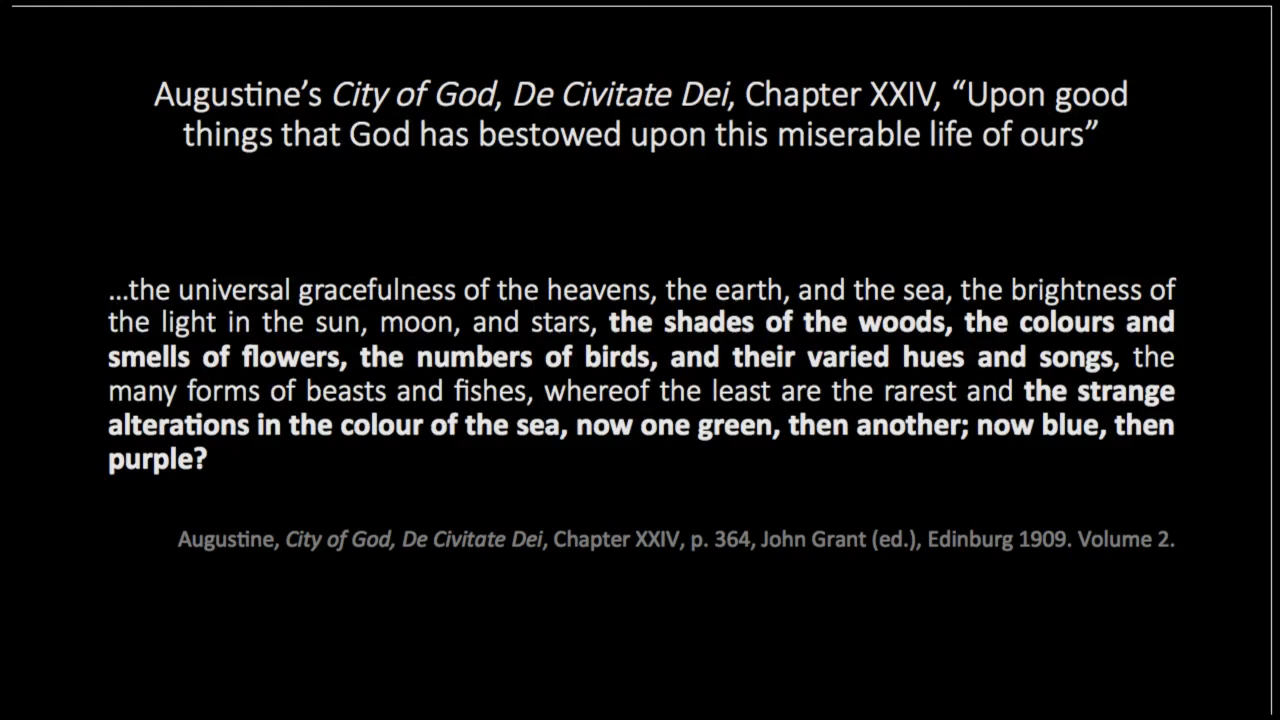 Augustine’s City of God, De Civitate Dei, Chapter XXIV, “Upon good
things that God has bestowed upon this miserable life of ours”
…the universal gracefulness of the heavens, the earth, and the sea, the brightness of
the light in the sun, moon, and stars, the shades of the woods, the colours and
smells of flowers, the numbers of birds, and their varied hues and songs, the
many forms of beasts and fishes, whereof the least are the rarest and the strange
alterations in the colour of the sea, now one green, then another; now blue, then
purple?
Augustine, City of God, De Civitate Dei, Chapter XXIV, p. 364, John Grant (ed.), Edinburg 1909. Volume 2.